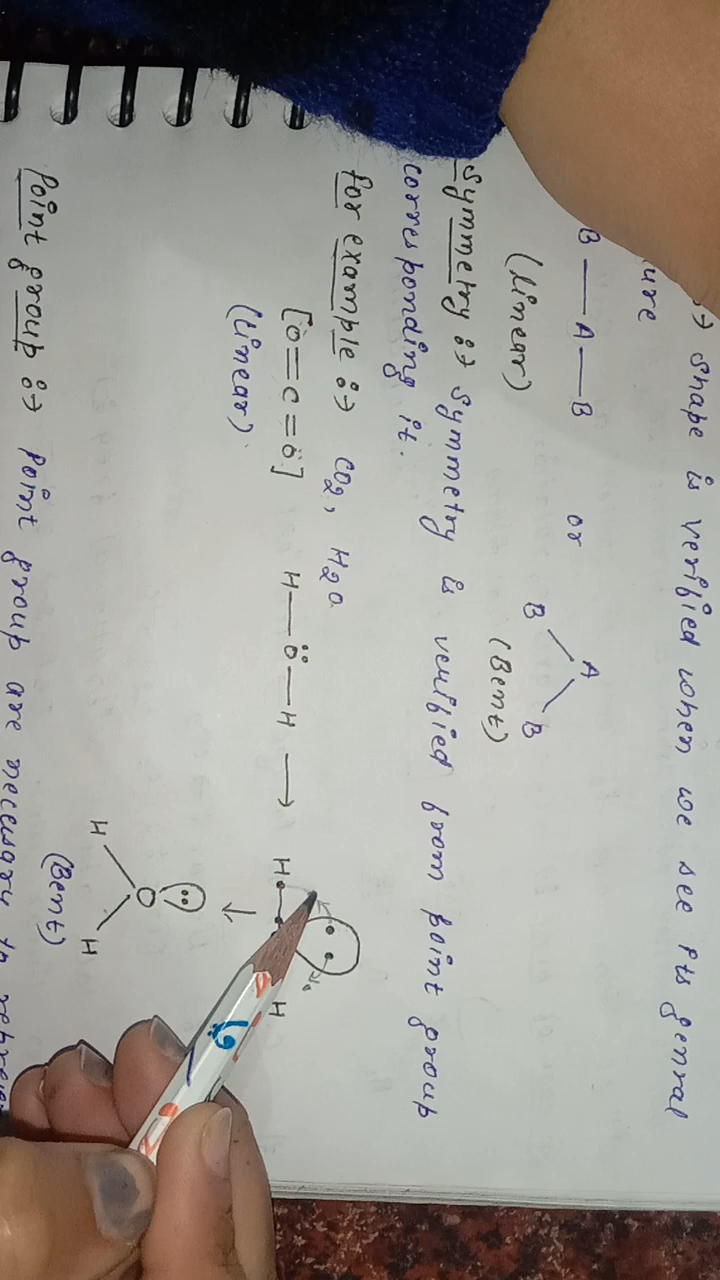 :→ Shape is verified when we see its genral
ure
B — A — B or A
B B
(linear) (Bent)
Symmetry :→ Symmetry is verified from point group
corresponding it.
for example :→ CO2, H2O
[O=C=O] H—O—H → H H
(linear). ↓
O
H H
(Bent)
Point group :→ Point group are necessary to